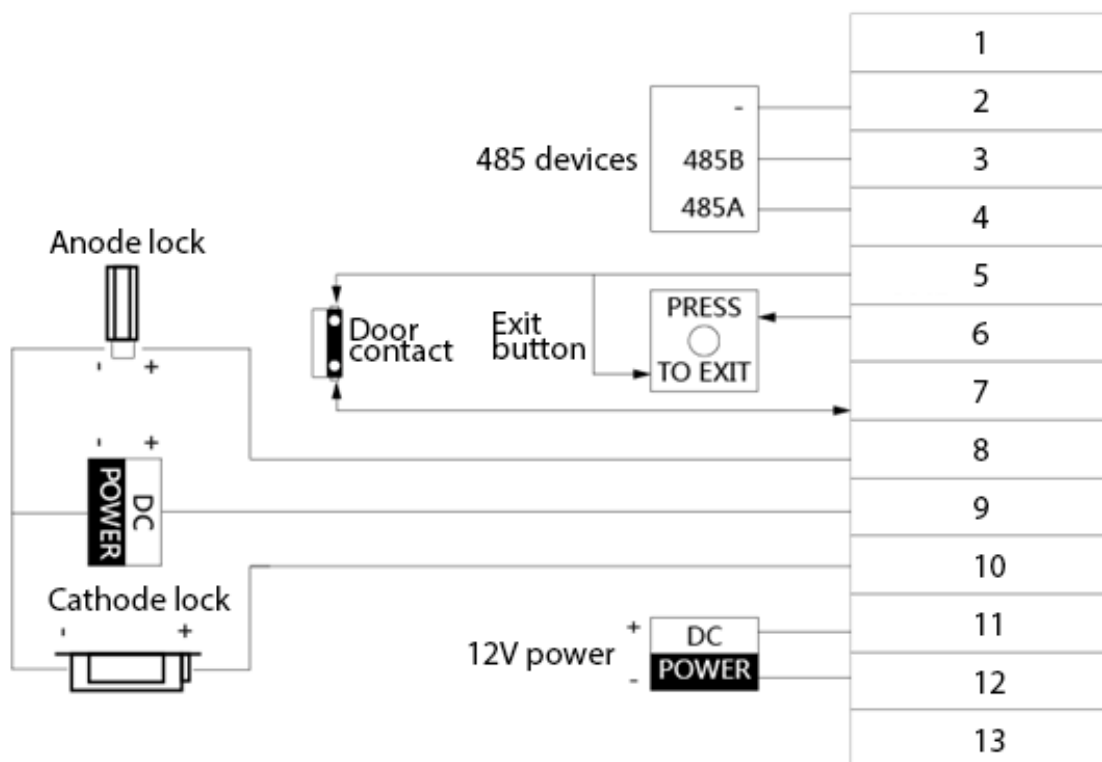 1
-
2
485 devices
485B
3
485A
4
Anode lock
5
PRESS
Door
contact
Exit
button
6
TO EXIT
- +
7
- +
8
POWER
DC
9
10
Cathode lock
- +
11
+
DC
12V power
POWER
-
12
13